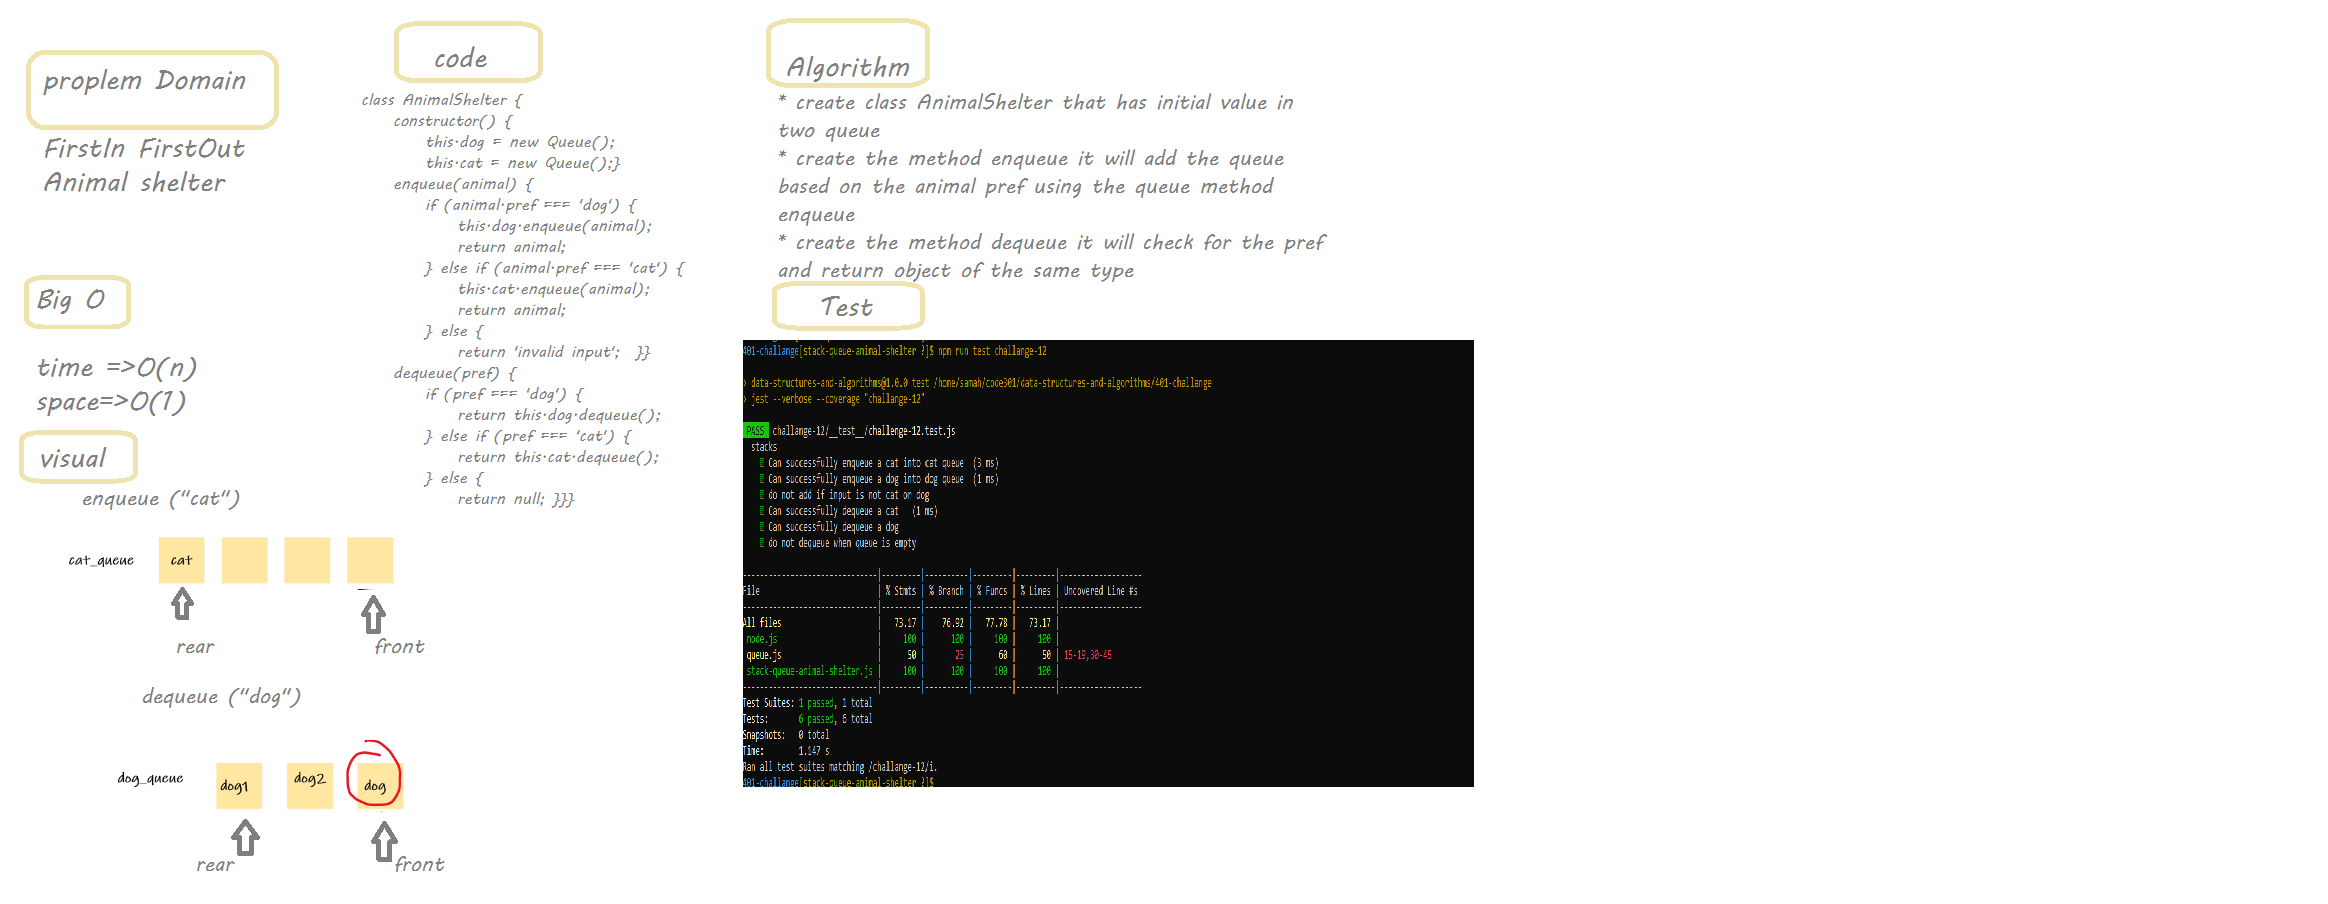 proplem Domain
FirstIn FirstOut
Animal shelter
Big O
time =>O(n)
space=>O(1)
visual
enqueue ("cat")
cat_queue
cat
rear
front
dequeue ("dog")
dog_queue
dog1
dog2
dog
rear
front
code
class AnimalShelter {
constructor() {
this.dog = new Queue();
this.cat = new Queue();}
enqueue(animal) {
if (animal.pref === 'dog') {
this.dog.enqueue(animal);
return animal;
} else if (animal.pref === 'cat') {
this.cat.enqueue(animal);
return animal;
} else {
return 'invalid input'; }}
dequeue(pref) {
if (pref === 'dog') {
return this.dog.dequeue();
} else if (pref === 'cat') {
return this.cat.dequeue();
} else {
return null; }}}
Algorithm
* create class AnimalShelter that has initial value in
two queue
* create the method enqueue it will add the queue
based on the animal pref using the queue method
enqueue
* create the method dequeue it will check for the pref
and return object of the same type
Test
401-challange[stack-queue-animal-shelter ?]$ npm run test challange-12
> data-structures-and-algorithms@1.0.0 test /home/samah/code301/data-structures-and-algorithms/401-challange
> jest --verbose --coverage "challange-12"
PASS challange-12/__test__/challenge-12.test.js
stacks
Can successfully enqueue a cat into cat queue (3 ms)
Can successfully enqueue a dog into dog queue (1 ms)
do not add if input is not cat or dog
Can successfully dequeue a cat (1 ms)
Can successfully dequeue a dog
do not dequeue when queue is empty
File | % Stmts | % Branch | % Funcs | % Lines | Uncovered Line #s
All files | 73.17 | 76.92 | 77.78 | 73.17 |
node.js | 100 | 100 | 100 | 100 |
queue.js | 50 | 25 | 60 | 50 | 15-19,30-45
stack-queue-animal-shelter.js | 100 | 100 | 100 | 100 |
Test Suites: 1 passed, 1 total
Tests: 6 passed, 6 total
Snapshots: 0 total
Time: 1.147 s
Ran all test suites matching /challange-12/i.
401-challange[stack-queue-animal-shelter ?]$